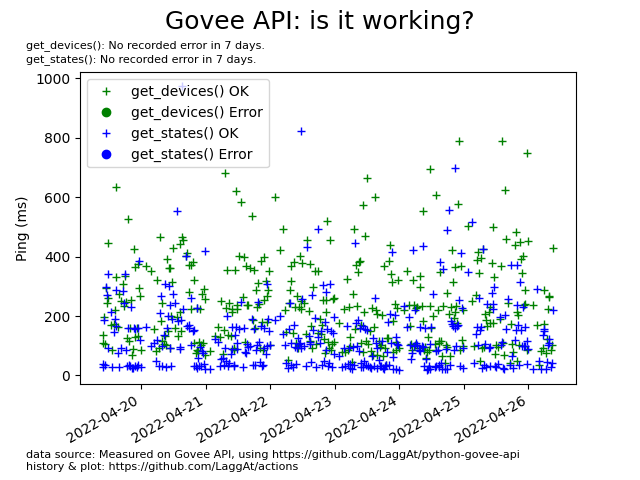 Govee API: is it working?
get_devices(): No recorded error in 7 days.
get_states(): No recorded error in 7 days.
1000
800
600
400
200
0
Ping (ms)
get_devices() OK
get_devices() Error
get_states() OK
get_states() Error
2022-04-20
2022-04-21
2022-04-22
2022-04-23
2022-04-24
2022-04-25
2022-04-26
data source: Measured on Govee API, using https://github.com/LaggAt/python-govee-api
history & plot: https://github.com/LaggAt/actions